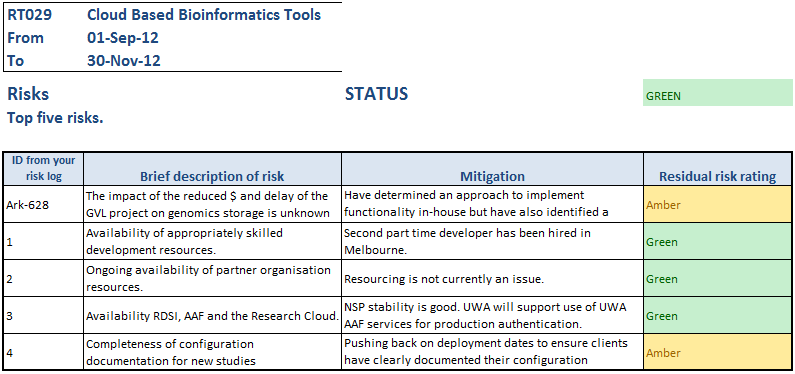 RT029 Cloud Based Bioinformatics Tools
From 01-Sep-12
To 30-Nov-12
Risks STATUS GREEN
Top five risks.
ID from your
risk log
Brief description of risk
Mitigation
Residual risk rating
Ark-628
The impact of the reduced $ and delay of the
GVL project on genomics storage is unknown
Have determined an approach to implement
functionality in-house but have also identified a
Amber
1
Availability of appropriately skilled
development resources.
Second part time developer has been hired in
Melbourne.
Green
2
Ongoing availability of partner organisation
resources.
Resourcing is not currently an issue.
Green
3
Availability RDSI, AAF and the Research Cloud.
NSP stability is good. UWA will support use of UWA
AAF services for production authentication.
Green
4
Completeness of configuration
documentation for new studies
Pushing back on deployment dates to ensure clients
have clearly documented their configuration
Amber